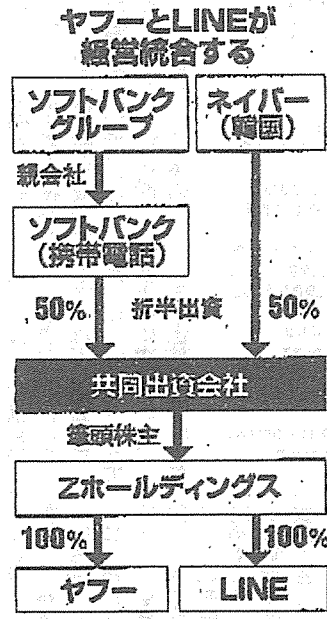 ヤフーとLINEが
経営統合する
ソフトバンク
グループ
ネイバー
（韓国）
親会社
ソフトバンク
（携帯電話）
50%
折半出資
50%
共同出資会社
筆頭株主
Zホールディングス
100%
100%
ヤフー
LINE